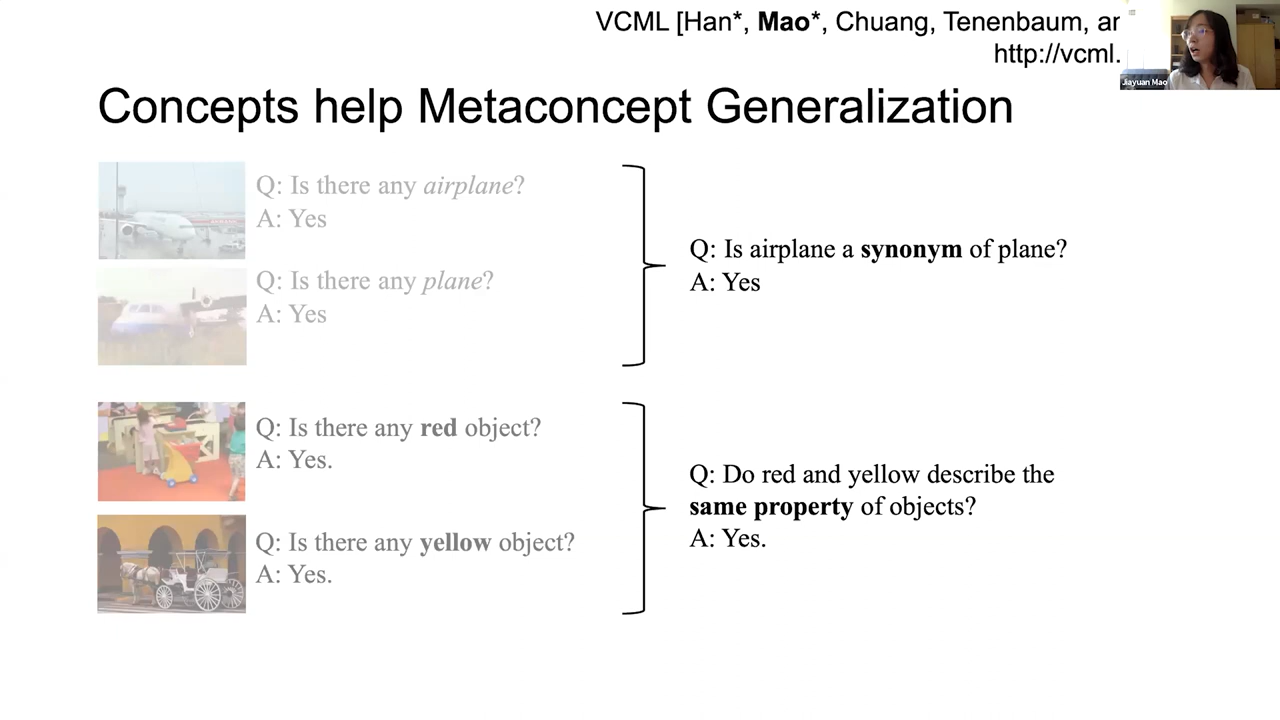 VCML [Han*, Mao*, Chuang, Tenenbaum, an
http://vcml.
Jiayuan Mao
Concepts help Metaconcept Generalization
Q: Is there any airplane?
A: Yes
Q: Is there any plane?
A: Yes
Q: Is airplane a synonym of plane?
A: Yes
Q: Is there any red object?
A: Yes.
Q: Is there any yellow object?
A: Yes.
Q: Do red and yellow describe the
same property of objects?
A: Yes.